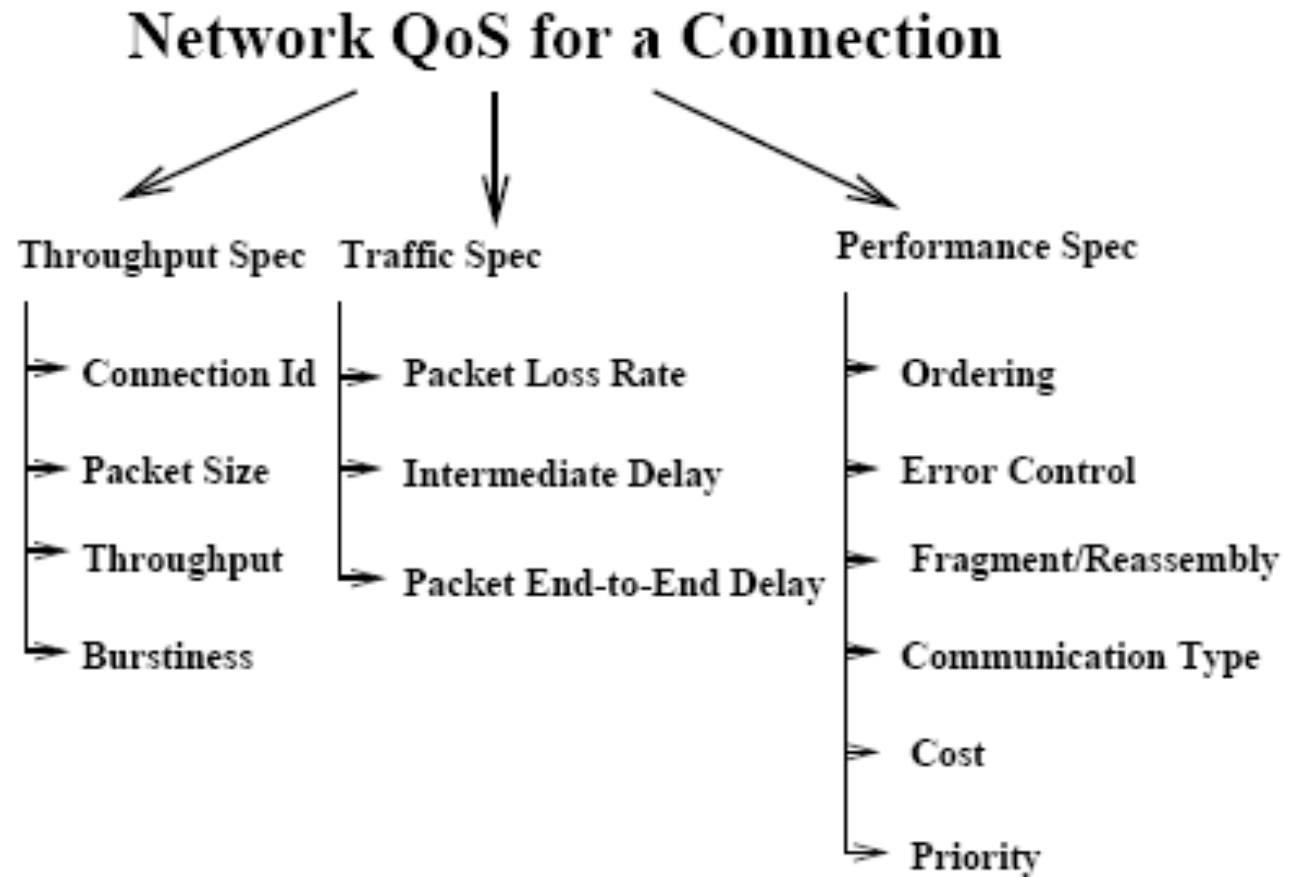 Network QoS for a Connection
Throughput Spec
Connection Id
Packet Size
Throughput
Burstiness
Traffic Spec
Packet Loss Rate
Intermediate Delay
Packet End-to-End Delay
Performance Spec
Ordering
Error Control
Fragment/Reassembly
Communication Type
Cost
Priority